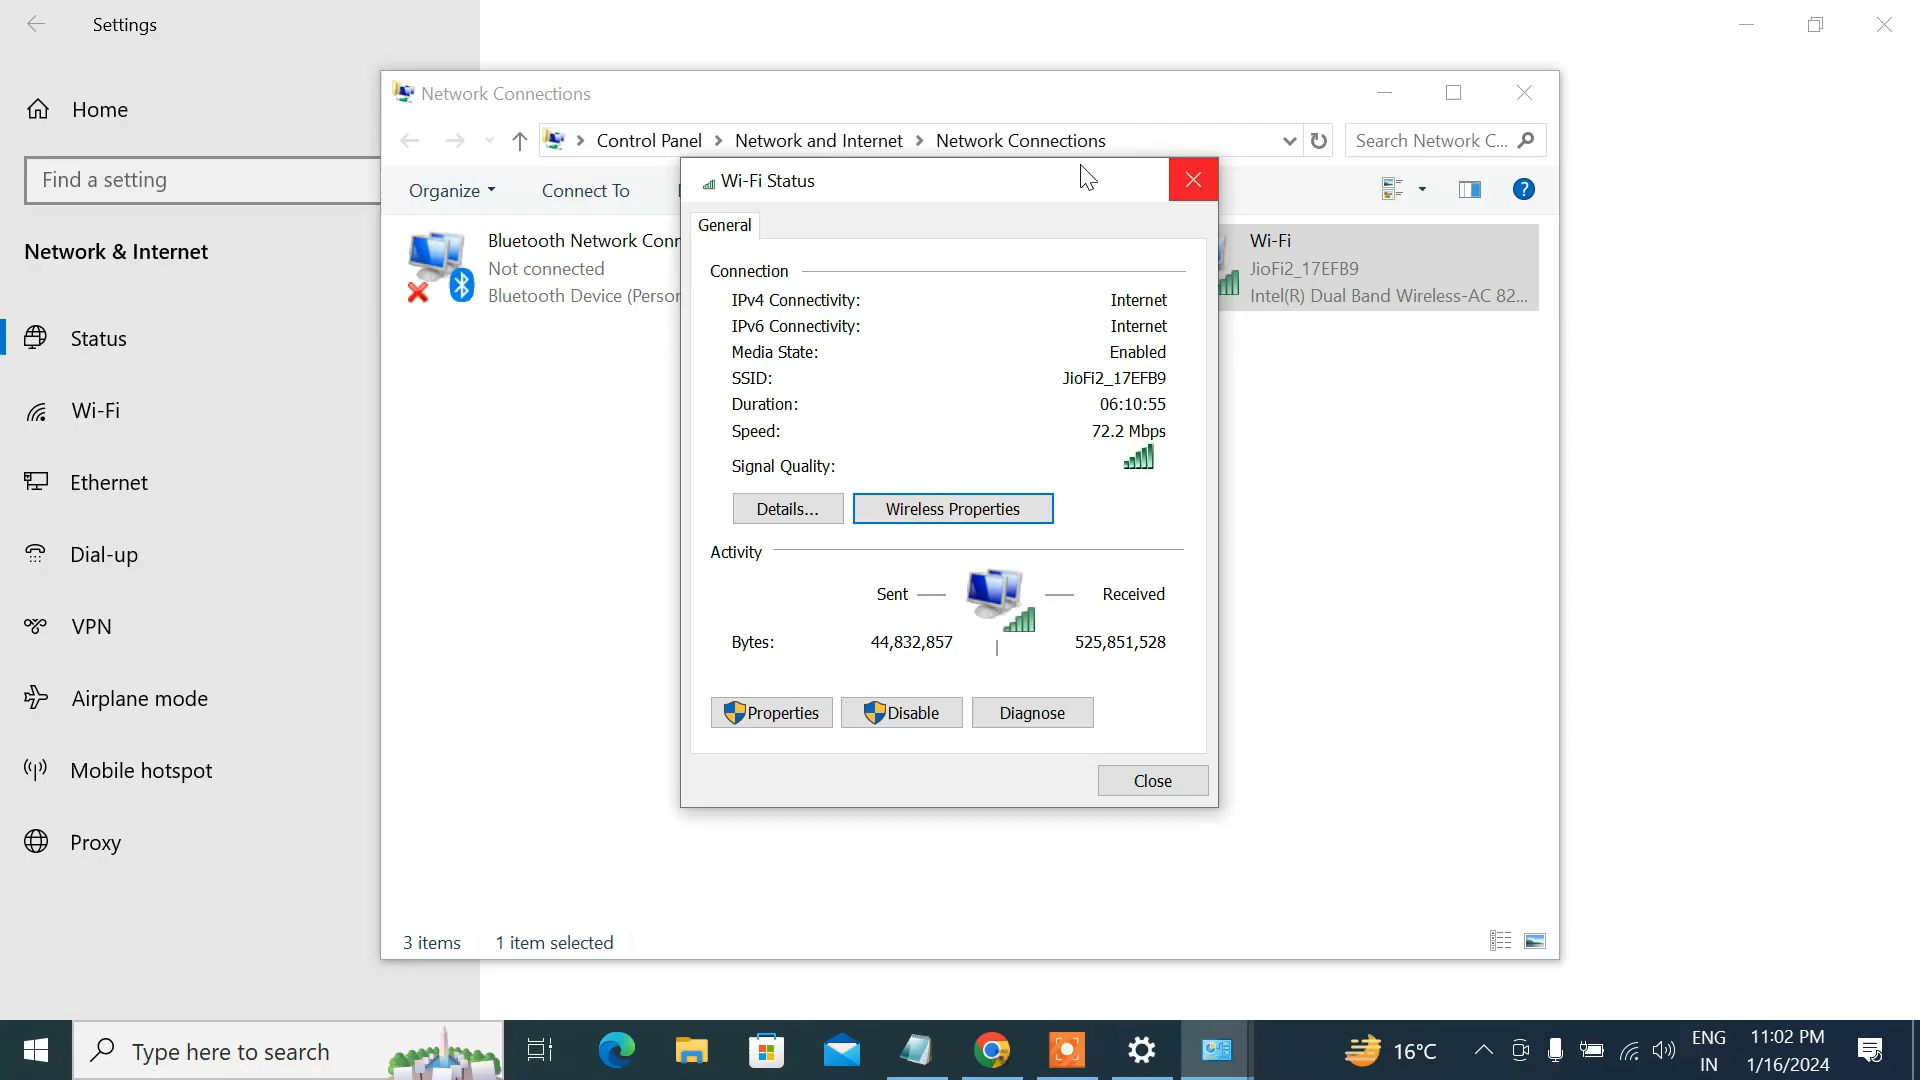 Settings
Home
Find a setting
Network & Internet
Status
Wi-Fi
Ethernet
Dial-up
VPN
Airplane mode
Mobile hotspot
Proxy
Network Connections
Control Panel > Network and Internet > Network Connections
Search Network C...
Organize
Connect To
Bluetooth Network Conn
Not connected
Bluetooth Device (Person
Wi-Fi
JioFi2_17EFB9
Intel(R) Dual Band Wireless-AC 82...
Wi-Fi Status
General
Connection
IPv4 Connectivity: Internet
IPv6 Connectivity: Internet
Media State: Enabled
SSID: JioFi2_17EFB9
Duration: 06:10:55
Speed: 72.2 Mbps
Signal Quality:
Details... Wireless Properties
Activity
Sent — Received
Bytes: 44,832,857 | 525,851,528
Properties Disable Diagnose
Close
3 items 1 item selected
Type here to search
16°C
ENG
IN
11:02 PM
1/16/2024